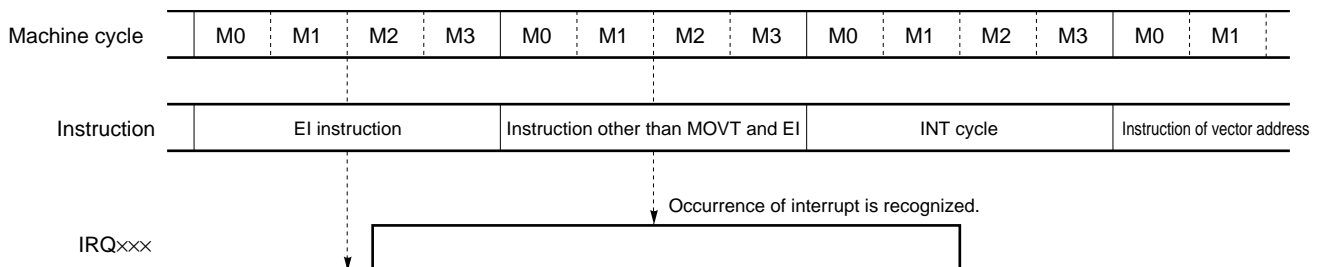 Machine cycle M0 M1 M2 M3 M0 M1 M2 M3 M0 M1 M2 M3 M0 M1
Instruction EI instruction Instruction other than MOVT and EI INT cycle Instruction of vector address
Occurrence of interrupt is recognized.
IRQ×××